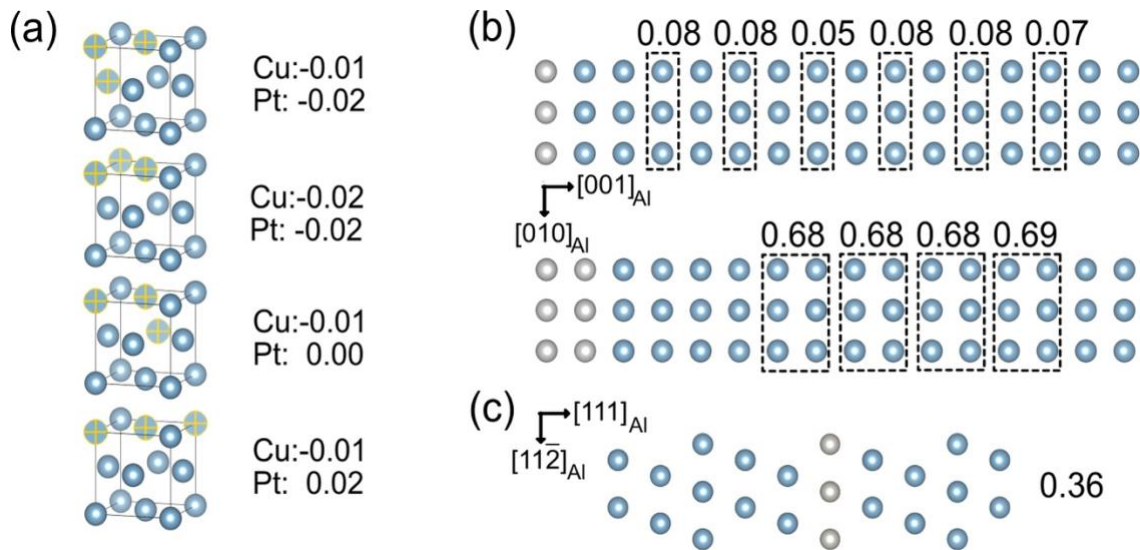 (a)
Cu:-0.01
Pt: -0.02
Cu:-0.02
Pt: -0.02
Cu:-0.01
Pt: 0.00
Cu:-0.01
Pt: 0.02
(b)
0.08 0.08 0.05 0.08 0.08 0.07
[001]Al
[010]Al
0.68 0.68 0.68 0.69
(c)
[111]Al
[112̄]Al
0.36